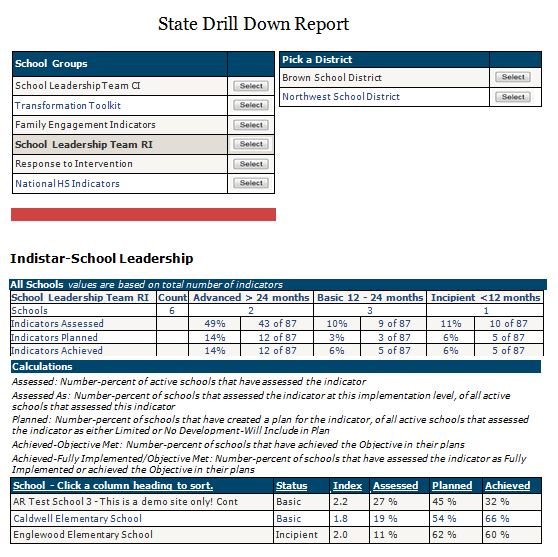 State Drill Down Report
School Groups
School Leadership Team CI Select
Transformation Toolkit Select
Family Engagement Indicators Select
School Leadership Team RI Select
Response to Intervention Select
National HS Indicators Select
Pick a District
Brown School District Select
Northwest School District Select
Indistar-School Leadership
All Schools values are based on total number of indicators
School Leadership Team RI Count Advanced > 24 months Basic 12 - 24 months Incipient <12 months
Schools 6 2 3 1
Indicators Assessed 49% 43 of 87 10% 9 of 87 11% 10 of 87
Indicators Planned 14% 12 of 87 3% 3 of 87 6% 5 of 87
Indicators Achieved 14% 12 of 87 6% 5 of 87 6% 5 of 87
Calculations
Assessed: Number-percent of active schools that have assessed the indicator
Assessed As: Number-percent of schools that assessed the indicator at this implementation level, of all active
schools that assessed this indicator
Planned: Number-percent of schools that have created a plan for the indicator, of all active schools that assessed
the indicator as either Limited or No Development-Will Include in Plan
Achieved-Objective Met: Number-percent of schools that have achieved the Objective in their plans
Achieved-Fully Implemented/Objective Met: Number-percent of schools that have assessed the indicator as Fully
Implemented or achieved the Objective in their plans
School - Click a column heading to sort. Status Index Assessed Planned Achieved
AR Test School 3 - This is a demo site only! Cont Basic 2.2 27 % 45 % 32 %
Caldwell Elementary School Basic 1.8 19 % 54 % 66 %
Englewood Elementary School Incipient 2.0 11 % 62 % 60 %